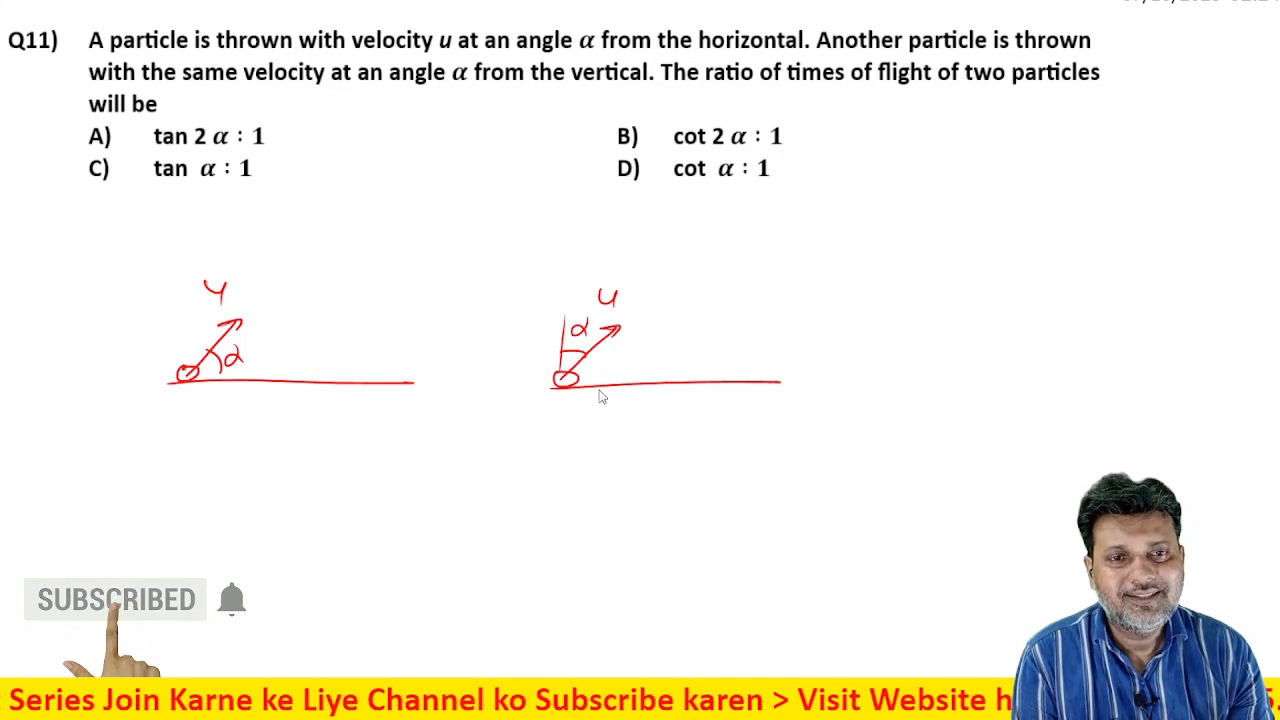 Q11) A particle is thrown with velocity u at an angle α from the horizontal. Another particle is thrown
with the same velocity at an angle α from the vertical. The ratio of times of flight of two particles
will be
A) tan 2 α : 1 B) cot 2 α : 1
C) tan α : 1 D) cot α : 1
u u
α
α
SUBSCRIBED
Series Join Karne ke Liye Channel ko Subscribe karen > Visit Website